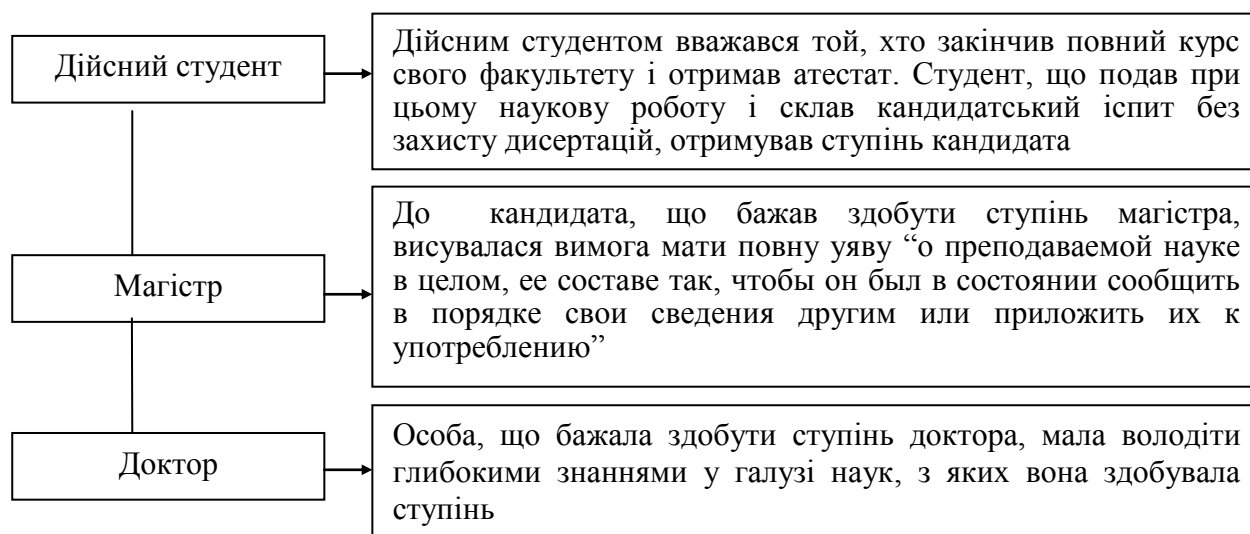 Дійсний студент
Дійсним студентом вважався той, хто закінчив повний курс
свого факультету і отримав атестат. Студент, що подав при
цьому наукову роботу і склав кандидатський іспит без
захисту дисертацій, отримував ступінь кандидата
Магістр
До кандидата, що бажав здобути ступінь магістра,
висувалася вимога мати повну уяву “о преподаваемой науке
в целом, ее составе так, чтобы он был в состоянии сообщить
в порядке свои сведения другим или приложить их к
употреблению”
Доктор
Особа, що бажала здобути ступінь доктора, мала володіти
глибокими знаннями у галузі наук, з яких вона здобувала
ступінь